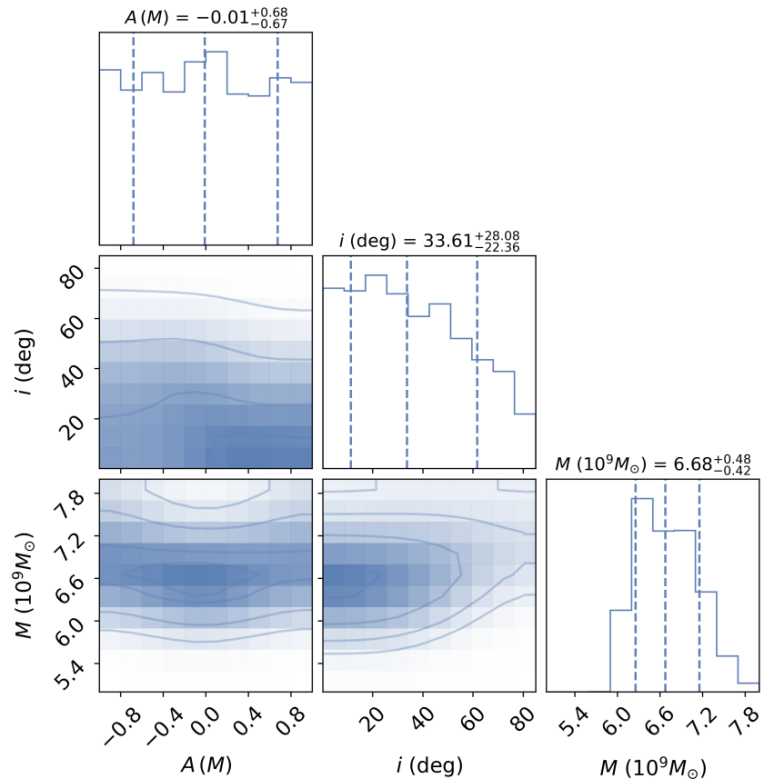 A (M) = −0.01+0.68−0.67
i (deg) = 33.61+28.08−22.36
M (10⁹M⊙) = 6.68+0.48−0.42
i (deg)
80
60
40
20
M (10⁹M⊙)
7.8
7.2
6.6
6.0
5.4
−0.8 −0.4 0.0 0.4 0.8
A (M)
20 40 60 80
i (deg)
5.4 6.0 6.6 7.2 7.8
M (10⁹M⊙)